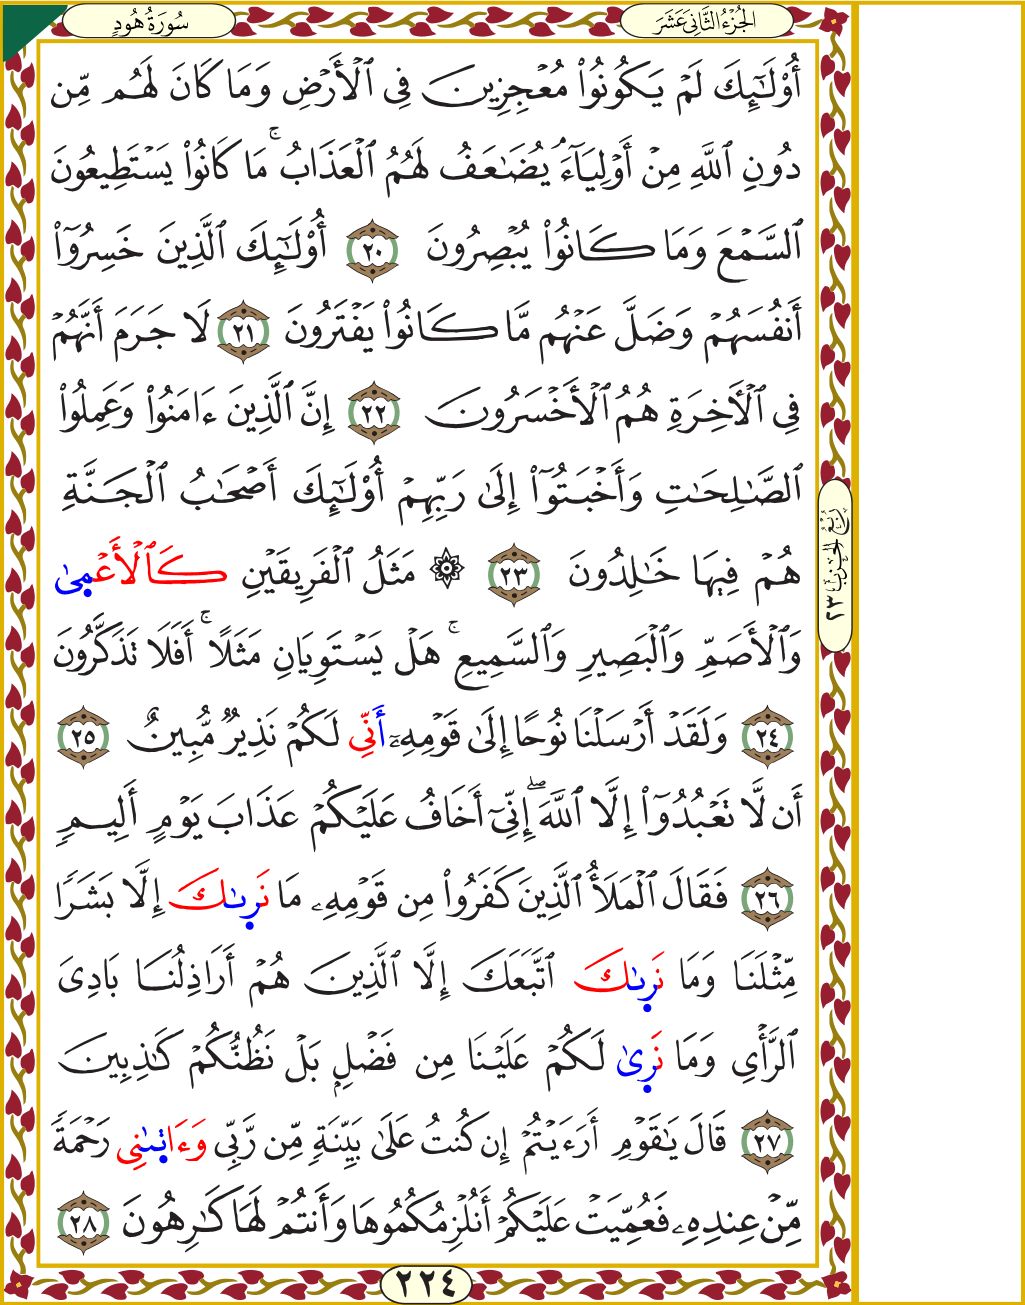 الجُزْءُ الثَّانِيَ عَشَرَ
سُورَةُ هُودٍ
أُوْلَٰٓئِكَ لَمْ يَكُونُواْ مُعْجِزِينَ فِي ٱلْأَرْضِ وَمَا كَانَ لَهُم مِّن
دُونِ ٱللَّهِ مِنْ أَوْلِيَآءَۘ يُضَٰعَفُ لَهُمُ ٱلْعَذَابُۚ مَا كَانُواْ يَسْتَطِيعُونَ
ٱلسَّمْعَ وَمَا كَانُواْ يُبْصِرُونَ ٢٠ أُوْلَٰٓئِكَ ٱلَّذِينَ خَسِرُوٓاْ
أَنفُسَهُمْ وَضَلَّ عَنْهُم مَّا كَانُواْ يَفْتَرُونَ ٢١ لَا جَرَمَ أَنَّهُمْ
فِي ٱلْأَخِرَةِ هُمُ ٱلْأَخْسَرُونَ ٢٢ إِنَّ ٱلَّذِينَ ءَامَنُواْ وَعَمِلُواْ
ٱلصَّٰلِحَٰتِ وَأَخْبَتُوٓاْ إِلَىٰ رَبِّهِمْ أُوْلَٰٓئِكَ أَصْحَٰبُ ٱلْجَنَّةِ
هُمْ فِيهَا خَٰلِدُونَ ٢٣ ۞ مَثَلُ ٱلْفَرِيقَيْنِ كَٱلْأَعْمِىٰ
وَٱلْأَصَمِّ وَٱلْبَصِيرِ وَٱلسَّمِيعِۚ هَلْ يَسْتَوِيَانِ مَثَلًاۚ أَفَلَا تَذَكَّرُونَ
٢٤ وَلَقَدْ أَرْسَلْنَا نُوحًا إِلَىٰ قَوْمِهِۦٓ أَنِّي لَكُمْ نَذِيرٌ مُّبِينٌ ٢٥
أَن لَّا تَعْبُدُوٓاْ إِلَّا ٱللَّهَۖ إِنِّيٓ أَخَافُ عَلَيْكُمْ عَذَابَ يَوْمٍ أَلِيمٍ
٢٦ فَقَالَ ٱلْمَلَأُ ٱلَّذِينَ كَفَرُواْ مِن قَوْمِهِۦ مَا نَرِىٰكَ إِلَّا بَشَرًا
مِّثْلَنَا وَمَا نَرِىٰكَ ٱتَّبَعَكَ إِلَّا ٱلَّذِينَ هُمْ أَرَاذِلُنَا بَادِيَ
ٱلرَّأْيِ وَمَا نَرِىٰ لَكُمْ عَلَيْنَا مِن فَضْلٍ بَلْ نَظُنُّكُمْ كَٰذِبِينَ
٢٧ قَالَ يَٰقَوْمِ أَرَءَيْتُمْ إِن كُنتُ عَلَىٰ بَيِّنَةٍ مِّن رَّبِّي وَءَاتِىٰنِي رَحْمَةً
مِّنْ عِندِهِۦ فَعُمِّيَتْ عَلَيْكُمْ أَنُلْزِمُكُمُوهَا وَأَنتُمْ لَهَا كَٰرِهُونَ ٢٨
رُبْعُ الحِزْبِ ٢٣
٢٢٤